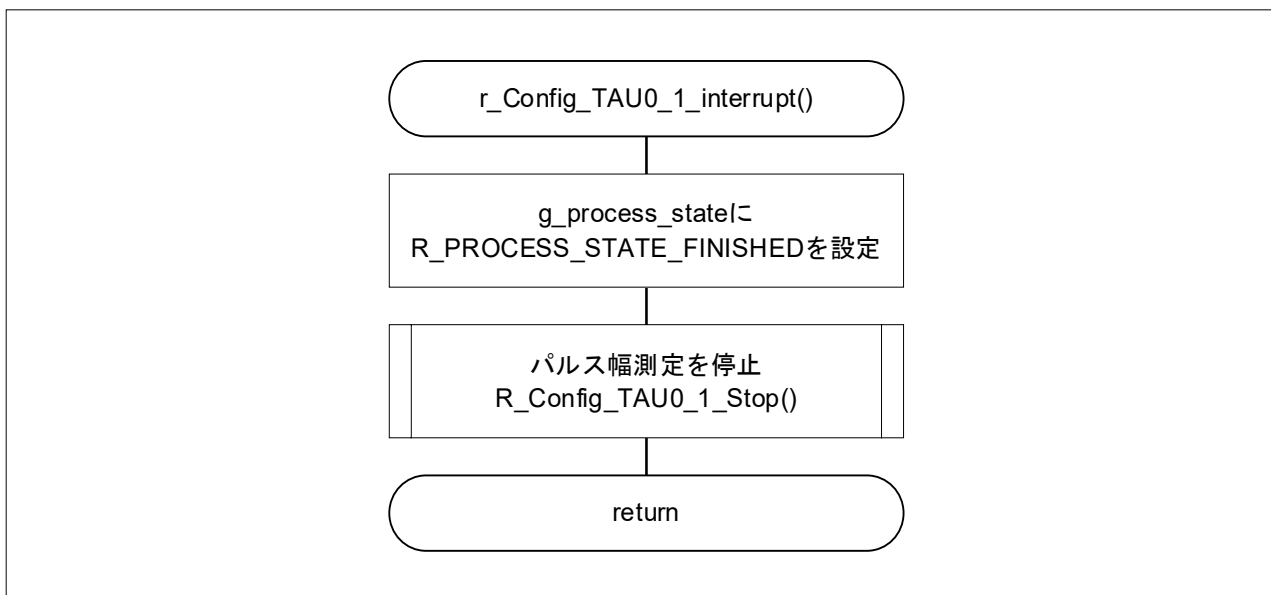 r_Config_TAU0_1_interrupt()
g_process_stateに
R_PROCESS_STATE_FINISHEDを設定
パルス幅測定を停止
R_Config_TAU0_1_Stop()
return